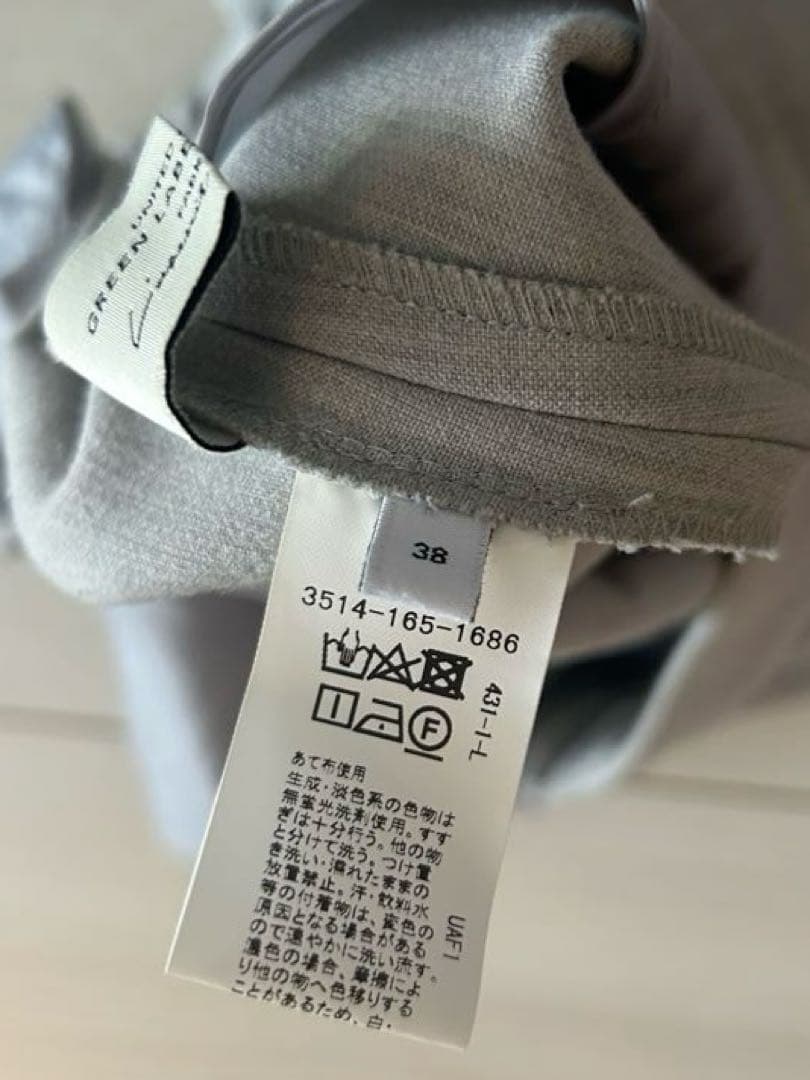 UNITED
GREEN LABE
38
3514-165-1686
431-1-L
F
あて布使用
生成・淡色系の色物は
無蛍光洗剤使用。すす
ぎは十分行う。他の物
と分けて洗う。つけ置
き洗い・濡れたままの
放置禁止。汗・飲料水
等の付着物は、変色の
原因となる場合がある
ので速やかに洗い流す。
濃色の場合、摩擦によ
り他の物へ色移りする
ことがあるため、白・
UAF1